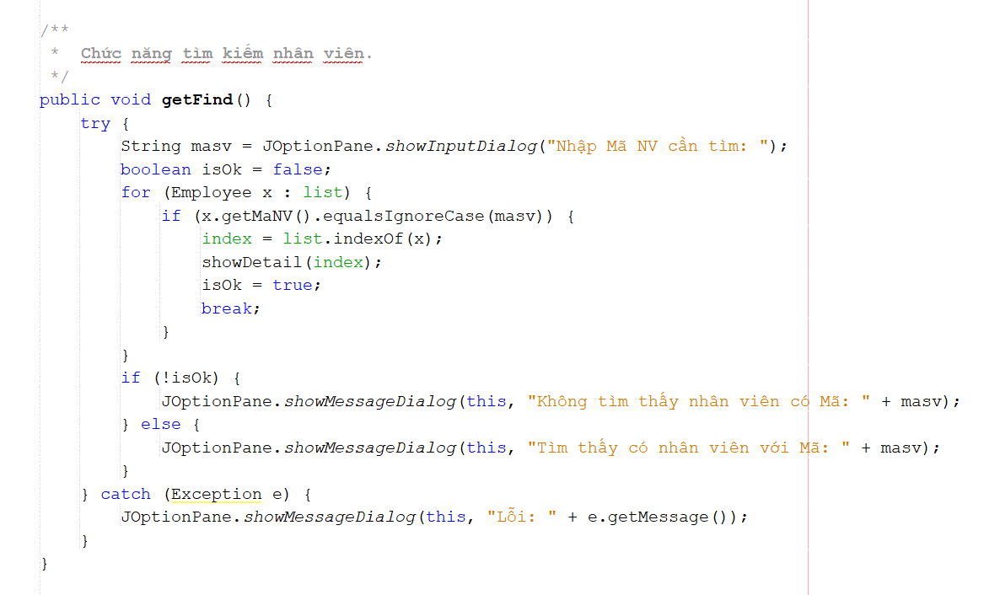 /**
 *  Chức năng tìm kiếm nhân viên.
 */
public void getFind() {
    try {
        String masv = JOptionPane.showInputDialog("Nhập Mã NV cần tìm: ");
        boolean isOk = false;
        for (Employee x : list) {
            if (x.getMaNV().equalsIgnoreCase(masv)) {
                index = list.indexOf(x);
                showDetail(index);
                isOk = true;
                break;
            }
        }
        if (!isOk) {
            JOptionPane.showMessageDialog(this, "Không tìm thấy nhân viên có Mã: " + masv);
        } else {
            JOptionPane.showMessageDialog(this, "Tìm thấy có nhân viên với Mã: " + masv);
        }
    } catch (Exception e) {
        JOptionPane.showMessageDialog(this, "Lỗi: " + e.getMessage());
    }
}